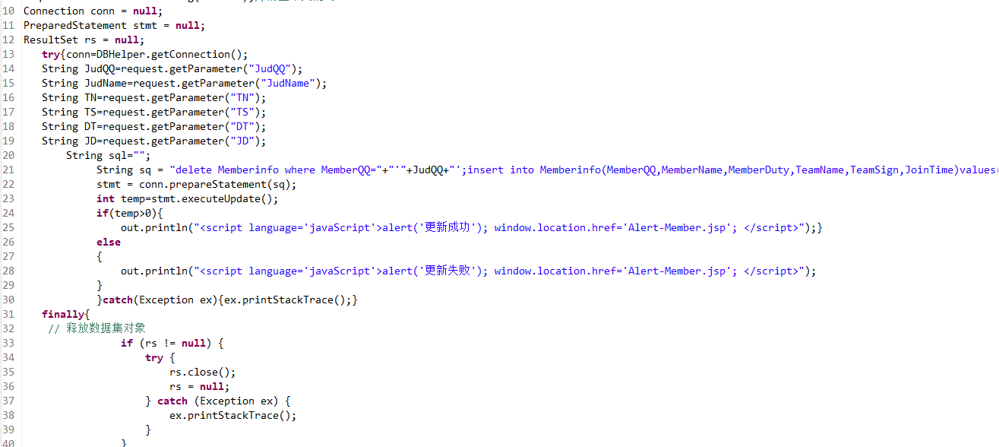 10 Connection conn = null;
11 PreparedStatement stmt = null;
12 ResultSet rs = null;
13 try{conn=DBHelper.getConnection();
14 String JudQQ=request.getParameter("JudQQ");
15 String JudName=request.getParameter("JudName");
16 String TN=request.getParameter("TN");
17 String TS=request.getParameter("TS");
18 String DT=request.getParameter("DT");
19 String JD=request.getParameter("JD");
20 String sql="";
21 String sq = "delete Memberinfo where MemberQQ="+"'"+JudQQ+"';insert into Memberinfo(MemberQQ,MemberName,MemberDuty,TeamName,TeamSign,JoinTime)values(
22 stmt = conn.prepareStatement(sq);
23 int temp=stmt.executeUpdate();
24 if(temp>0){
25 out.println("<script language='javaScript'>alert('更新成功'); window.location.href='Alert-Member.jsp'; </script>");}
26 else
27 {
28 out.println("<script language='javaScript'>alert('更新失败'); window.location.href='Alert-Member.jsp'; </script>");
29 }
30 }catch(Exception ex){ex.printStackTrace();}
31 finally{
32 // 释放数据集对象
33 if (rs != null) {
34 try {
35 rs.close();
36 rs = null;
37 } catch (Exception ex) {
38 ex.printStackTrace();
39 }
40 }